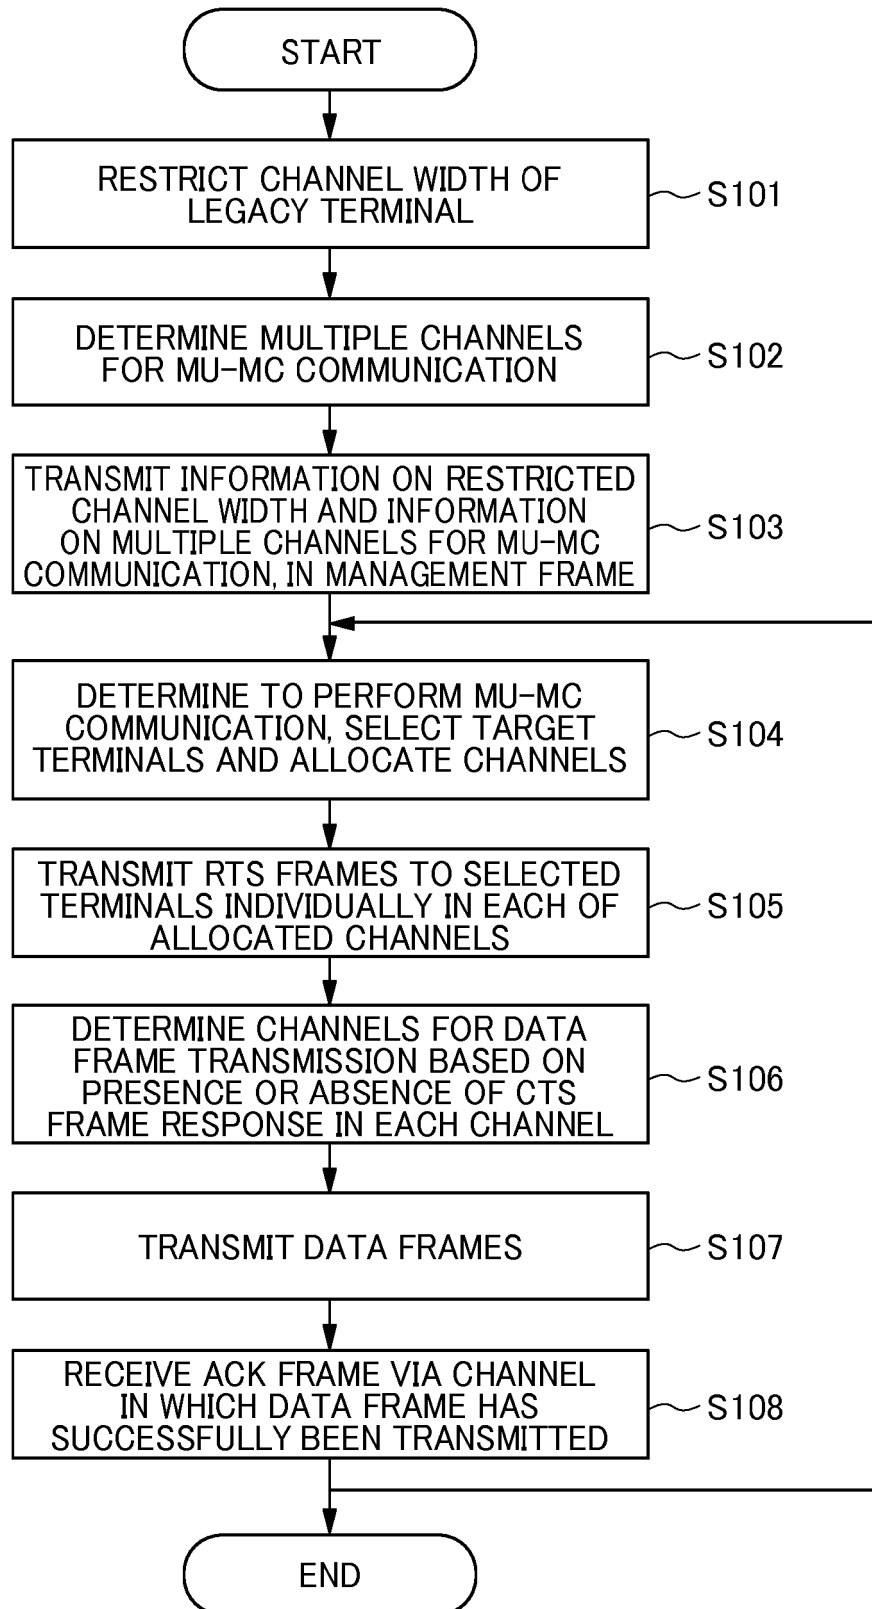 START
RESTRICT CHANNEL WIDTH OF
LEGACY TERMINAL
S101
DETERMINE MULTIPLE CHANNELS
FOR MU-MC COMMUNICATION
S102
TRANSMIT INFORMATION ON RESTRICTED
CHANNEL WIDTH AND INFORMATION
ON MULTIPLE CHANNELS FOR MU-MC
COMMUNICATION, IN MANAGEMENT FRAME
S103
DETERMINE TO PERFORM MU-MC
COMMUNICATION, SELECT TARGET
TERMINALS AND ALLOCATE CHANNELS
S104
TRANSMIT RTS FRAMES TO SELECTED
TERMINALS INDIVIDUALLY IN EACH OF
ALLOCATED CHANNELS
S105
DETERMINE CHANNELS FOR DATA
FRAME TRANSMISSION BASED ON
PRESENCE OR ABSENCE OF CTS
FRAME RESPONSE IN EACH CHANNEL
S106
TRANSMIT DATA FRAMES
S107
RECEIVE ACK FRAME VIA CHANNEL
IN WHICH DATA FRAME HAS
SUCCESSFULLY BEEN TRANSMITTED
S108
END